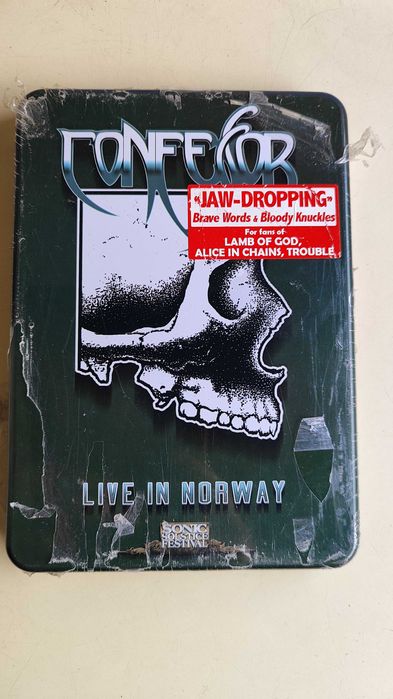 CONFESSOR
"JAW-DROPPING"
Brave Words & Bloody Knuckles
For fans of
LAMB OF GOD,
ALICE IN CHAINS, TROUBLE
LIVE IN NORWAY
SONIC
SOLSTICE
FESTIVAL